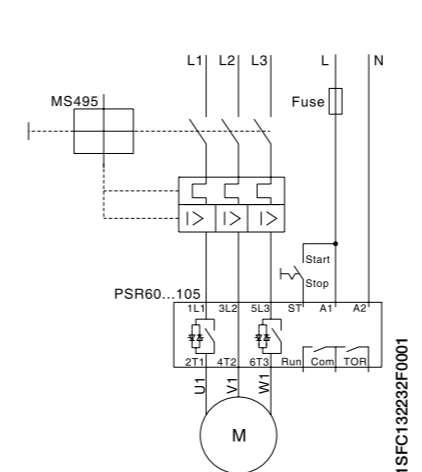 L1 L2 L3 L N
MS495
Fuse
I> I> I>
Start
Stop
PSR60...105
1L1 3L2 5L3 ST A1 A2
2T1 4T2 6T3 Run Com TOR
U1 V1 W1
M
1SFC132232F0001